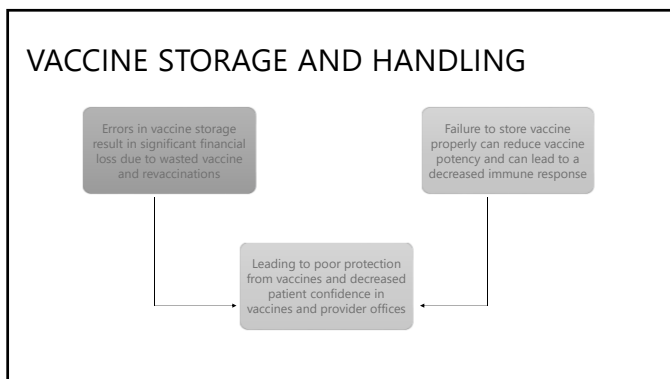 VACCINE STORAGE AND HANDLING
Errors in vaccine storage
result in significant financial
loss due to wasted vaccine
and revaccinations
Failure to store vaccine
properly can reduce vaccine
potency and can lead to a
decreased immune response
Leading to poor protection
from vaccines and decreased
patient confidence in
vaccines and provider offices